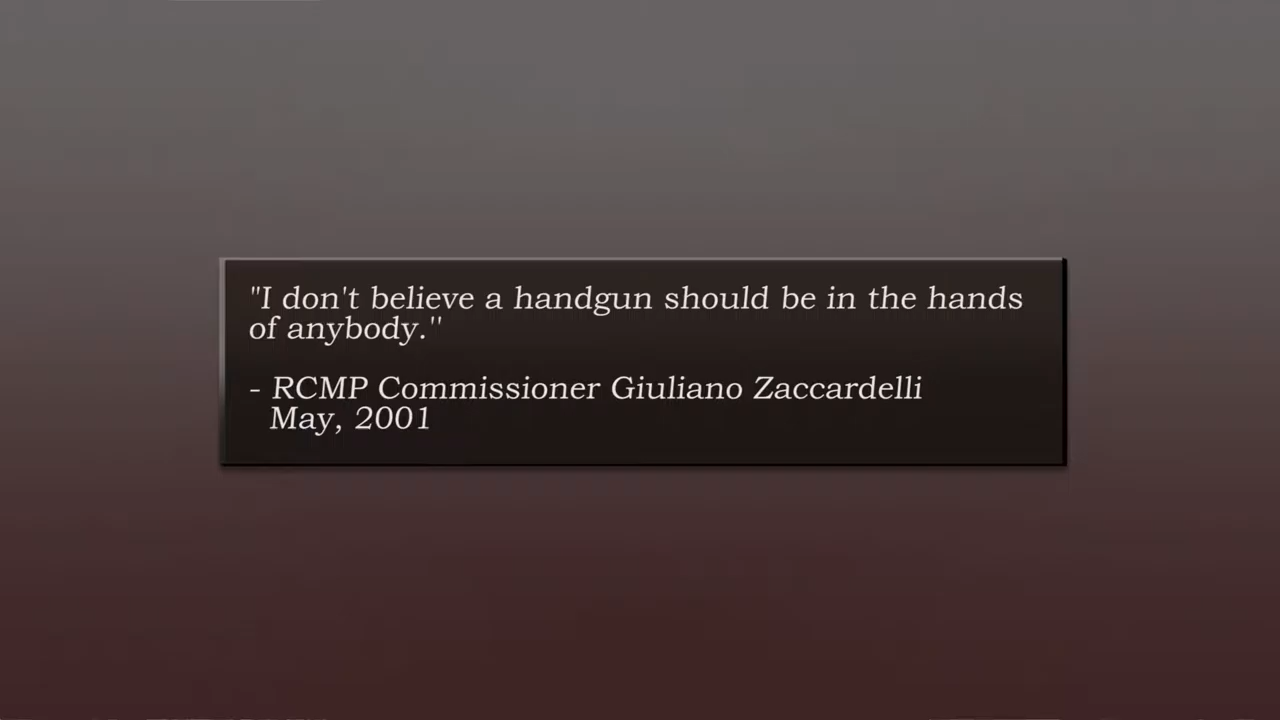 "I don't believe a handgun should be in the hands
of anybody."
- RCMP Commissioner Giuliano Zaccardelli
May, 2001